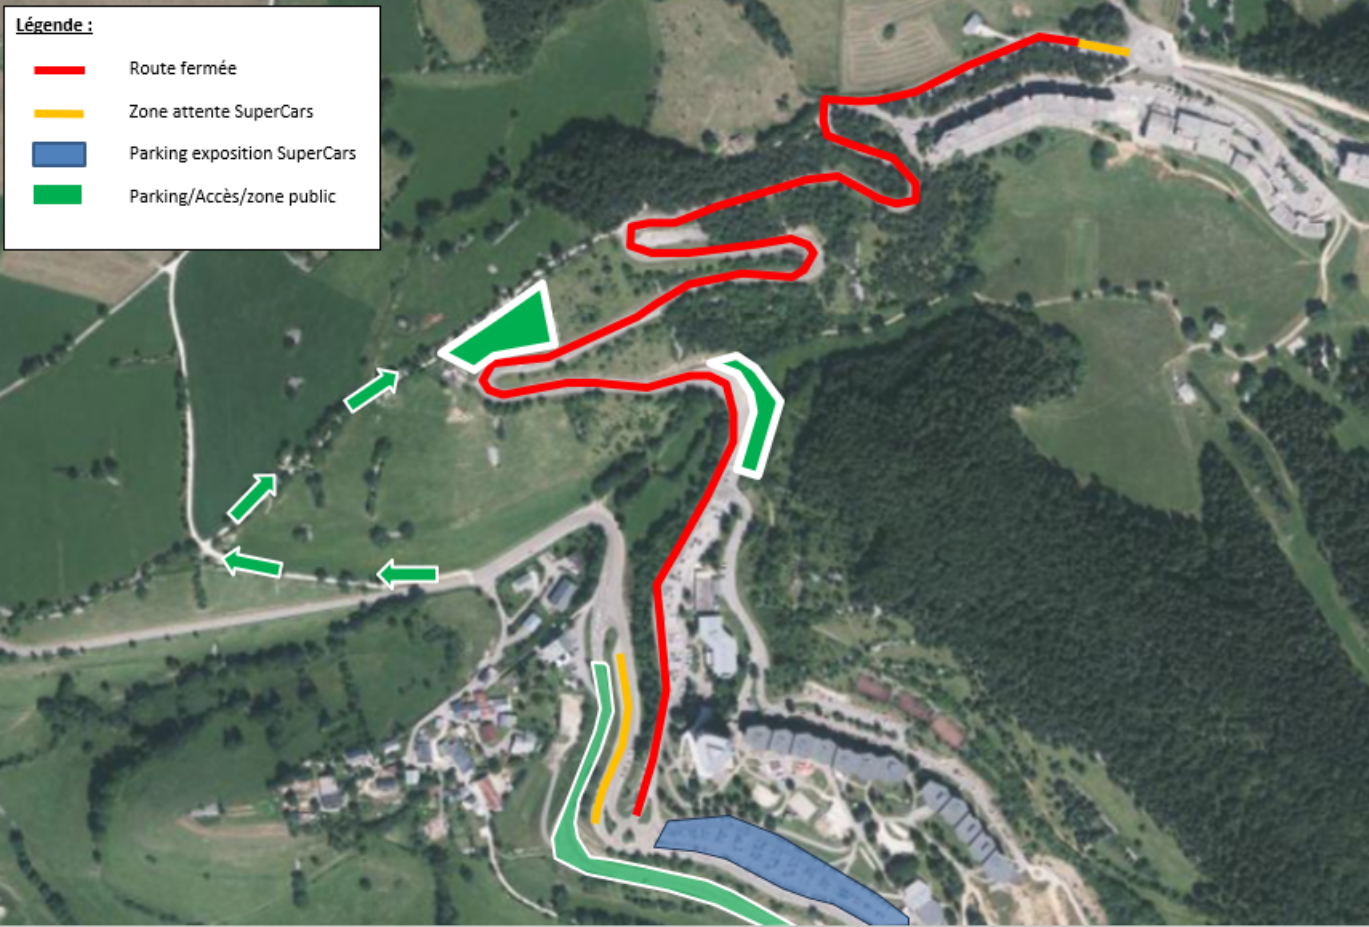 Légende :
Route fermée
Zone attente SuperCars
Parking exposition SuperCars
Parking/Accès/zone public